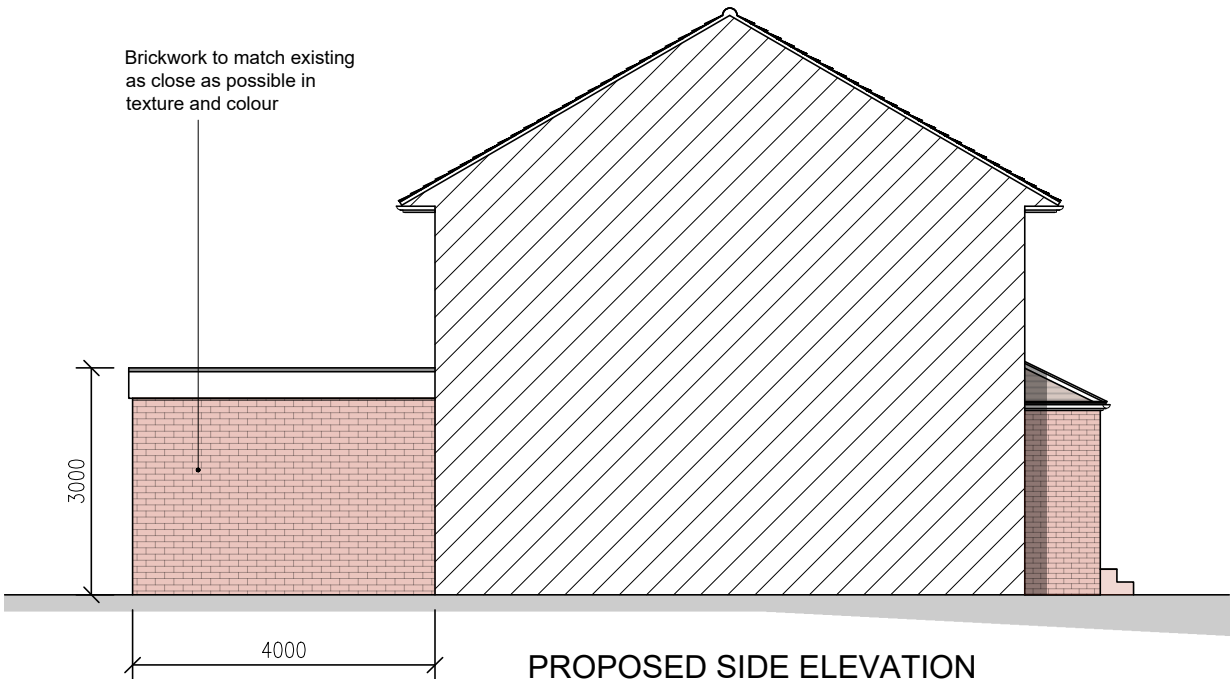 Brickwork to match existing
as close as possible in
texture and colour
3000
4000
PROPOSED SIDE ELEVATION